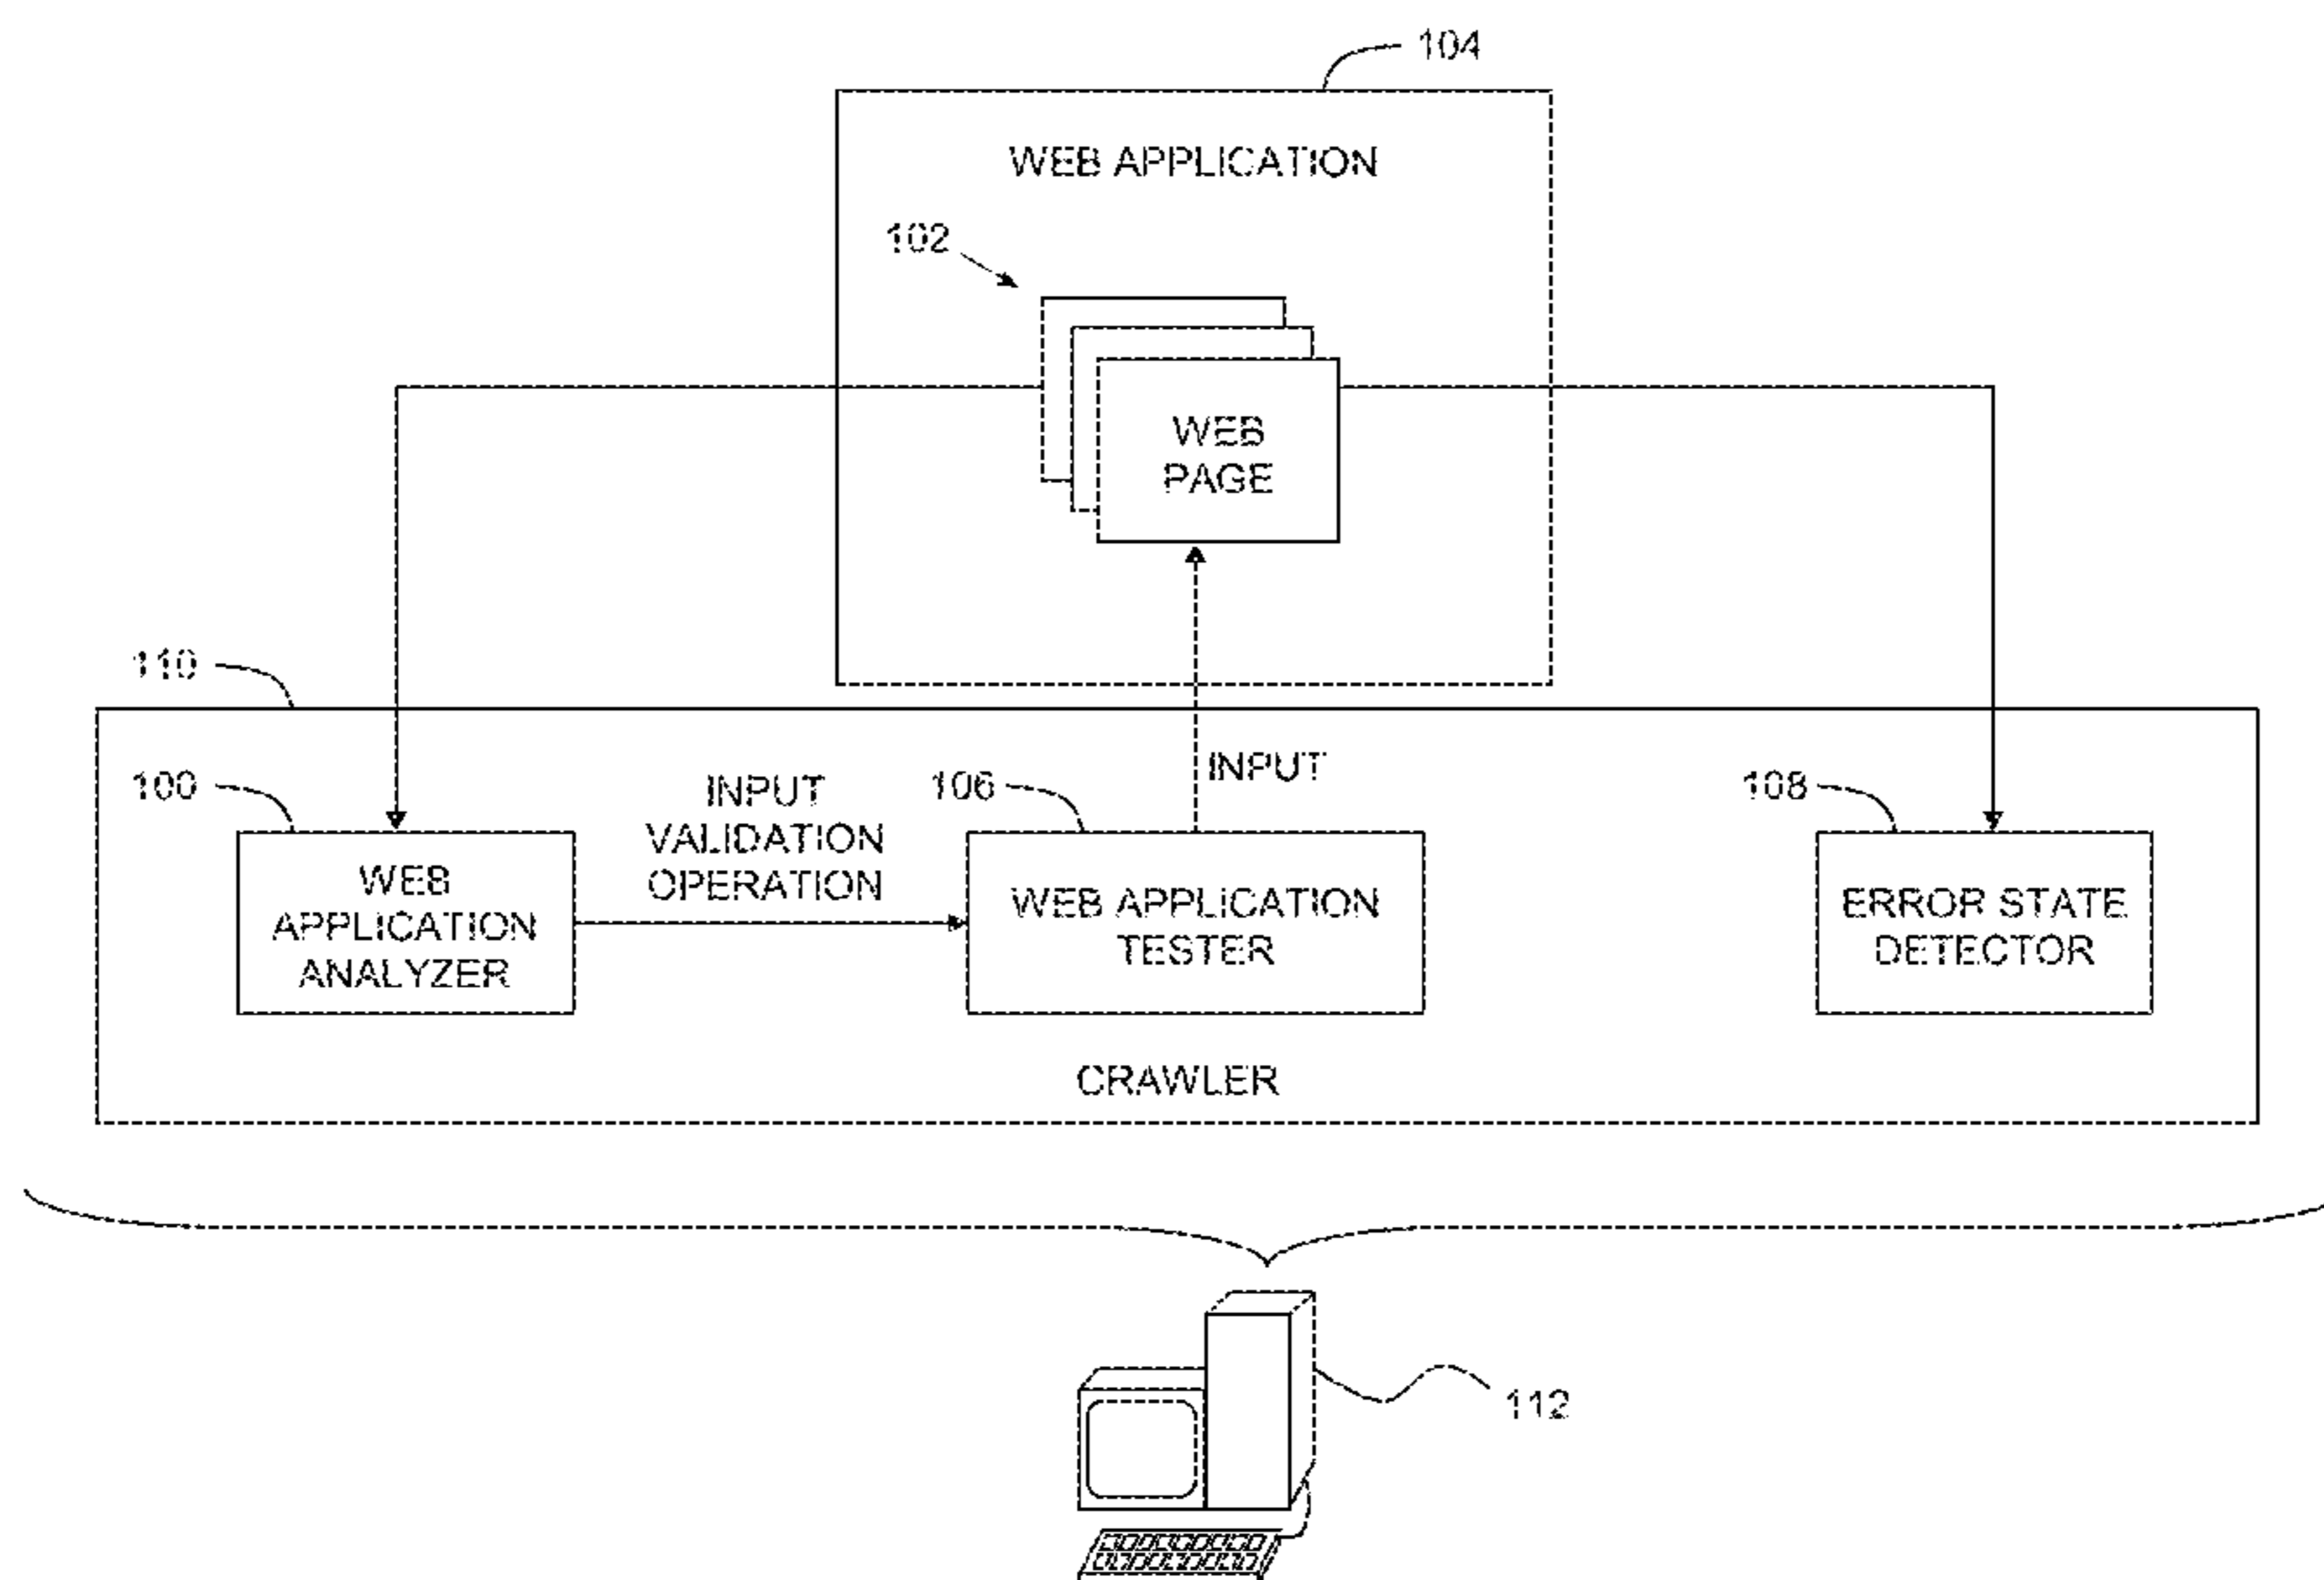 104
WEB APPLICATION
102
WEB
PAGE
110
INPUT
100
INPUT
VALIDATION
OPERATION
106
108
WEB
APPLICATION
ANALYZER
WEB APPLICATION
TESTER
ERROR STATE
DETECTOR
CRAWLER
112